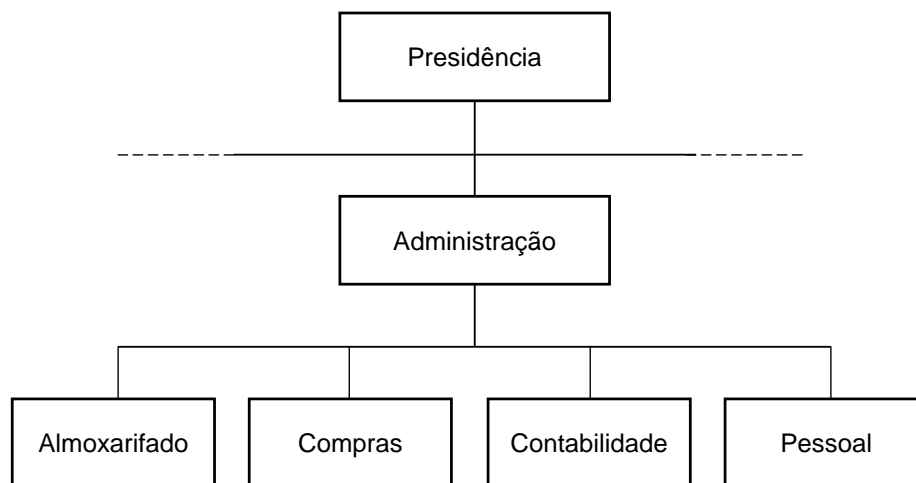 Presidência
Administração
Almoxarifado
Compras
Contabilidade
Pessoal